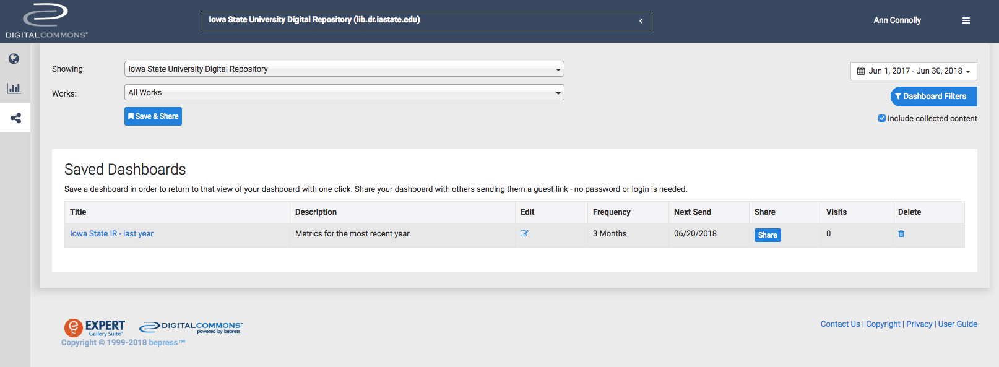 DIGITALCOMMONS®
Iowa State University Digital Repository (lib.dr.iastate.edu)
Ann Connolly
Showing:
Iowa State University Digital Repository
Jun 1, 2017 - Jun 30, 2018
Works:
All Works
Dashboard Filters
Save & Share
Include collected content
Saved Dashboards
Save a dashboard in order to return to that view of your dashboard with one click. Share your dashboard with others sending them a guest link - no password or login is needed.
Title Description Edit Frequency Next Send Share Visits Delete
Iowa State IR - last year Metrics for the most recent year. 3 Months 06/20/2018 Share 0
EXPERT
Gallery Suite™
DIGITALCOMMONS™
powered by bepress
Contact Us | Copyright | Privacy | User Guide
Copyright © 1999-2018 bepress™